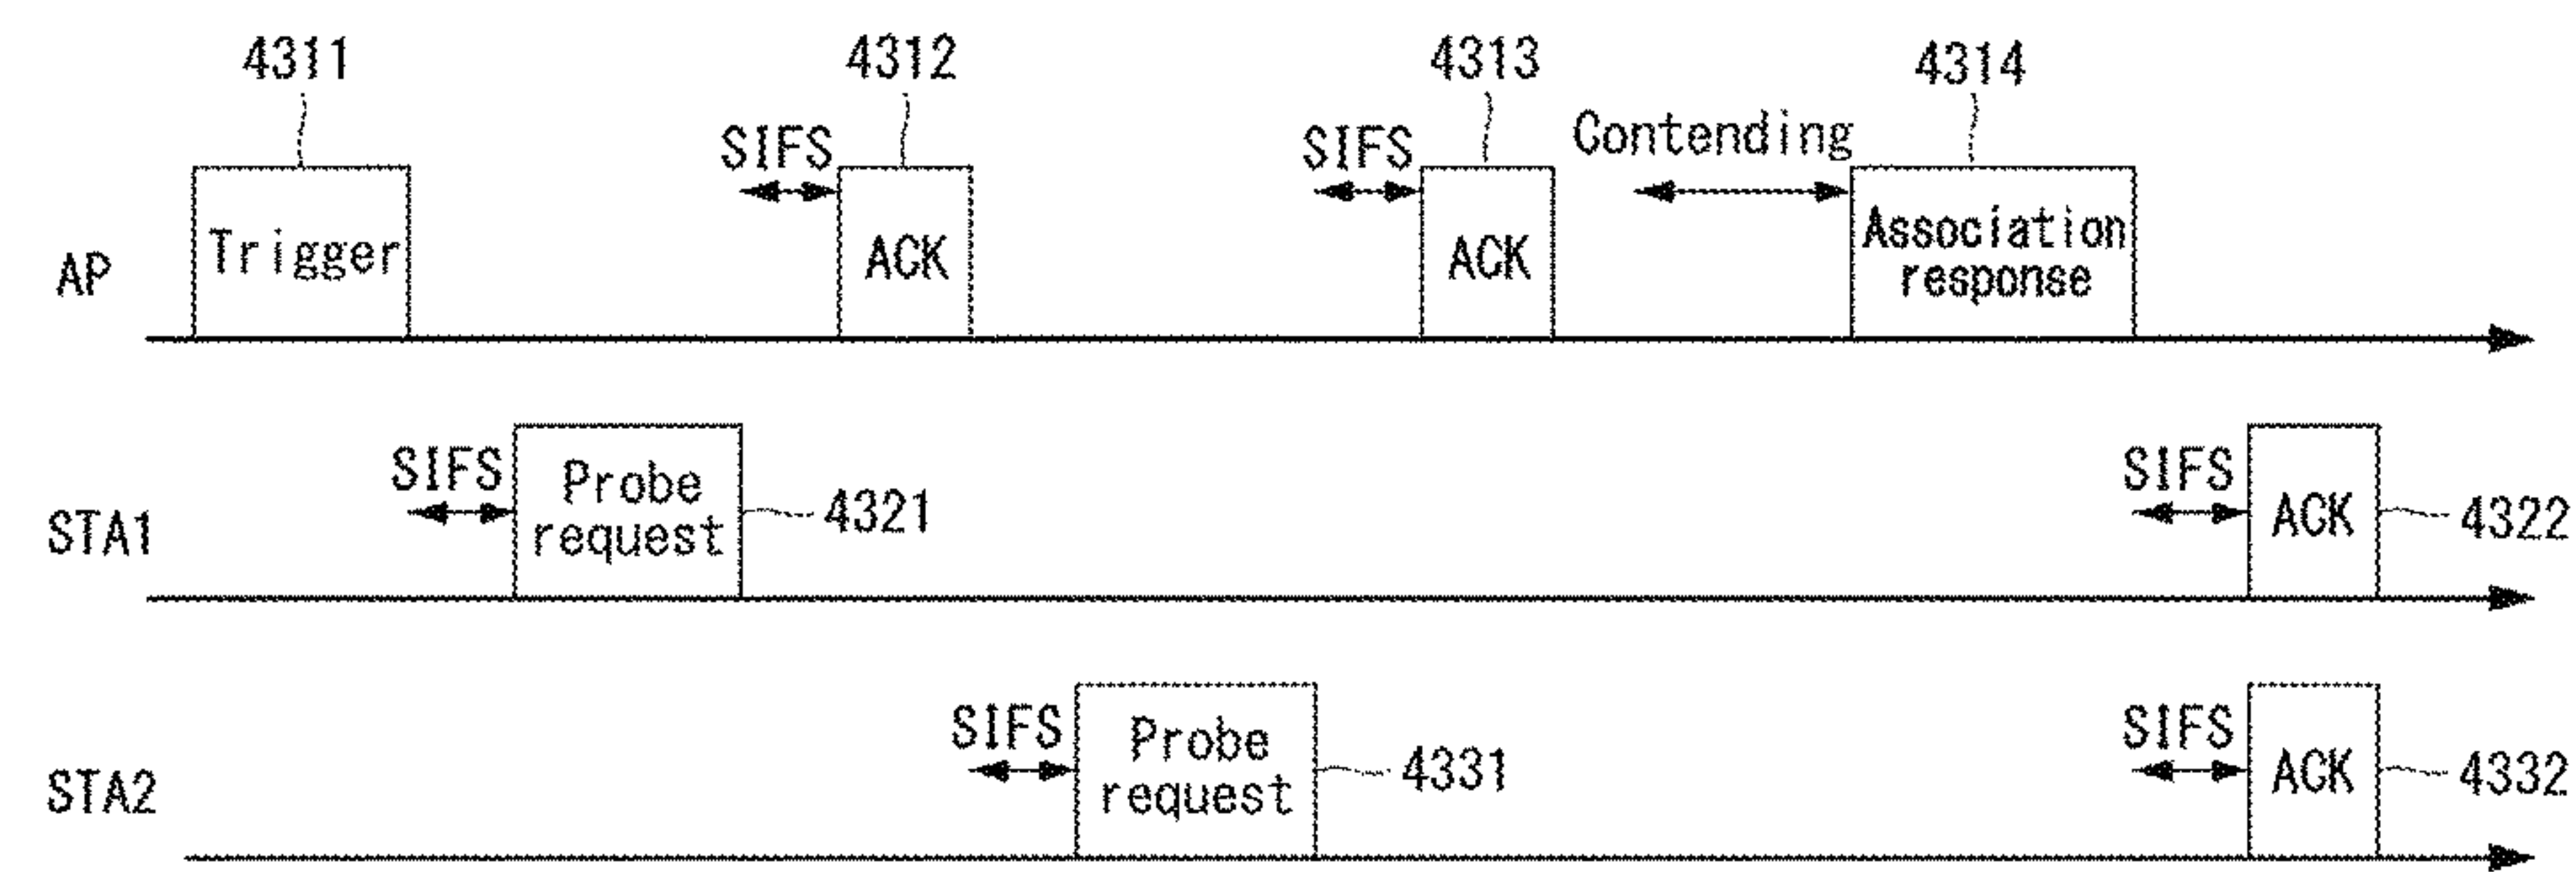 4311
4312
4313
4314
SIFS
SIFS
Contending
AP
Trigger
ACK
ACK
Association
response
STA1
SIFS
Probe
request
4321
SIFS
ACK
4322
STA2
SIFS
Probe
request
4331
SIFS
ACK
4332